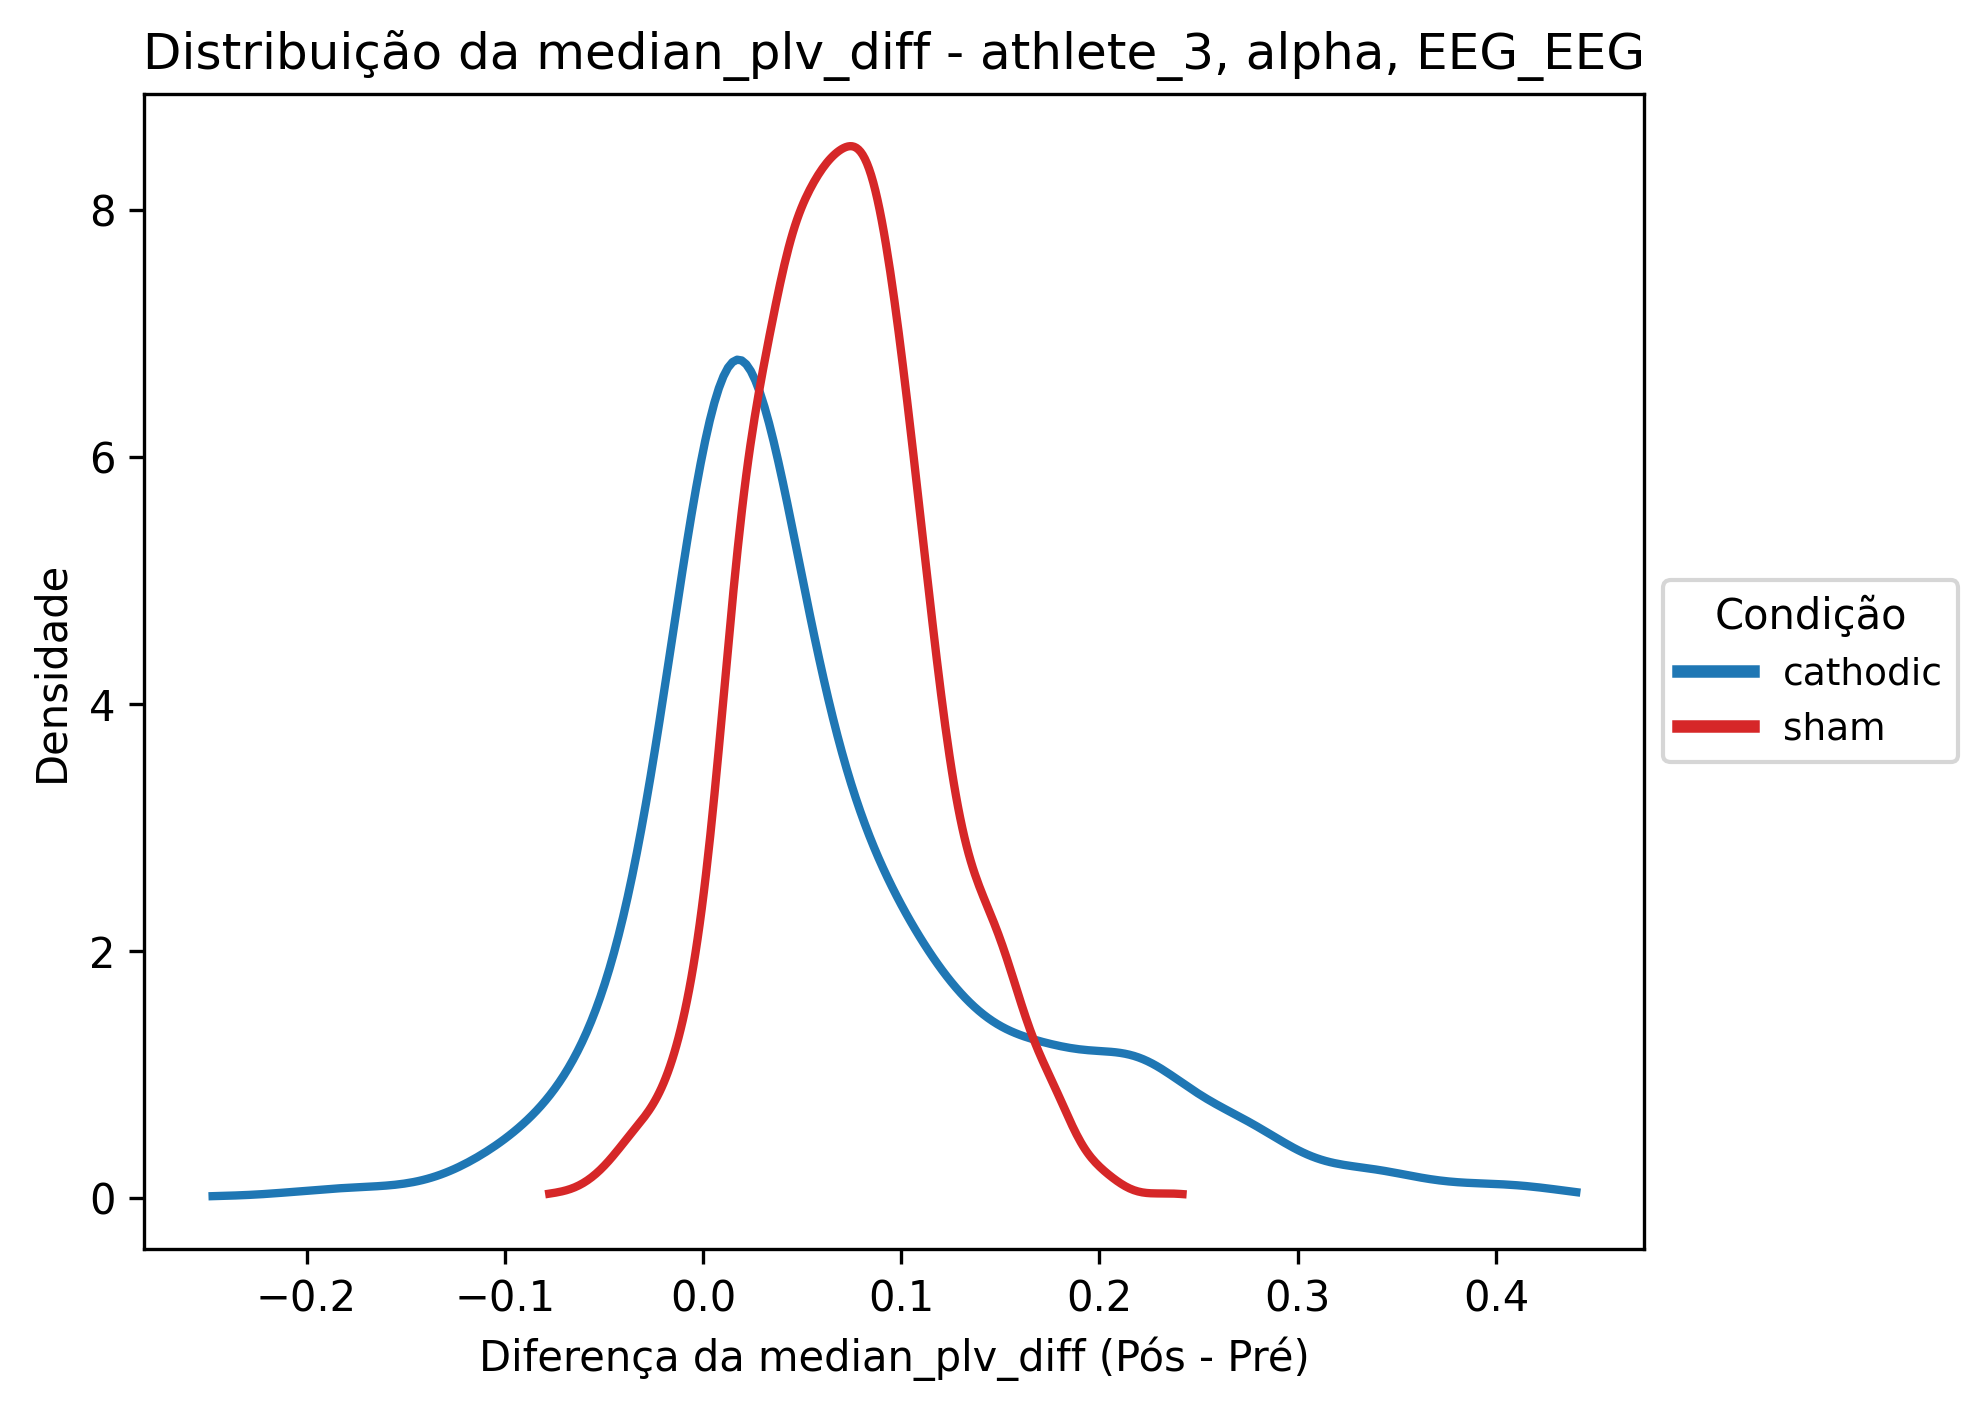 Distribuição da median_plv_diff - athlete_3, alpha, EEG_EEG
Densidade
8
6
4
2
0
−0.2 −0.1 0.0 0.1 0.2 0.3 0.4
Diferença da median_plv_diff (Pós - Pré)
Condição
cathodic
sham